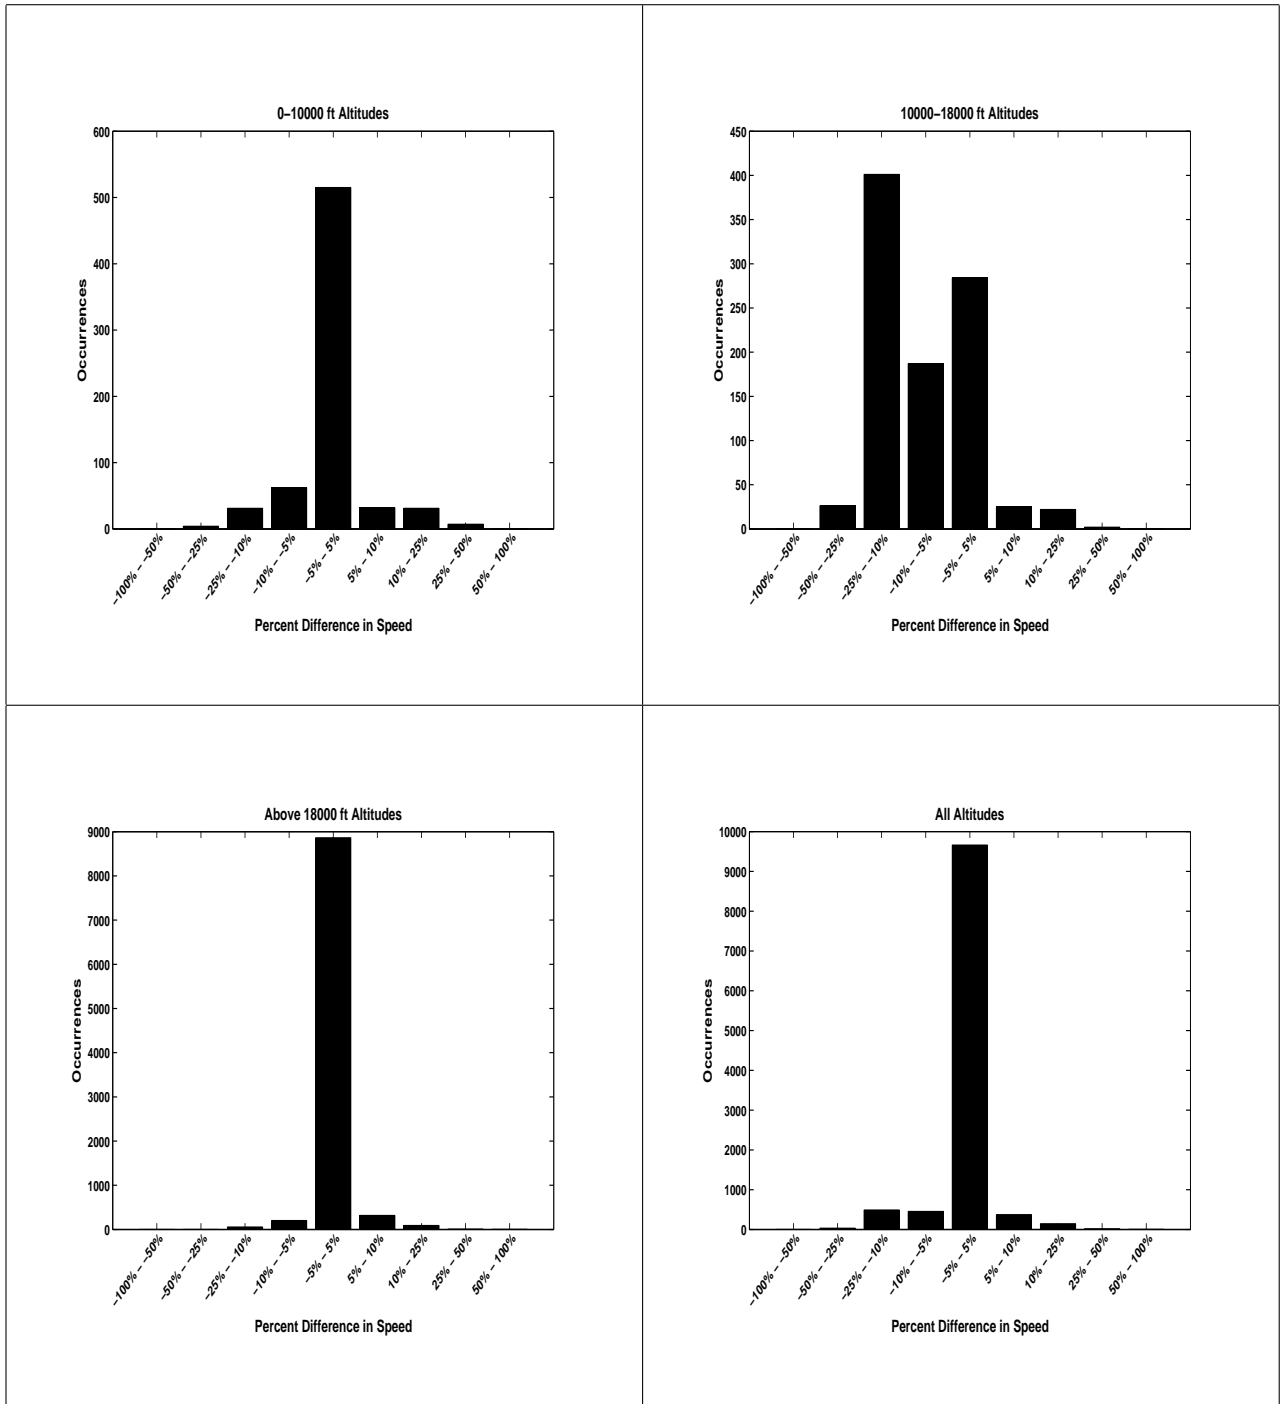 0–10000 ft Altitudes
600
500
400
300
200
100
0
Occurrences
–100% – –50%
–50% – –25%
–25% – –10%
–10% – –5%
–5% – 5%
5% – 10%
10% – 25%
25% – 50%
50% – 100%
Percent Difference in Speed
10000–18000 ft Altitudes
450
400
350
300
250
200
150
100
50
0
Occurrences
–100% – –50%
–50% – –25%
–25% – –10%
–10% – –5%
–5% – 5%
5% – 10%
10% – 25%
25% – 50%
50% – 100%
Percent Difference in Speed
Above 18000 ft Altitudes
9000
8000
7000
6000
5000
4000
3000
2000
1000
0
Occurrences
–100% – –50%
–50% – –25%
–25% – –10%
–10% – –5%
–5% – 5%
5% – 10%
10% – 25%
25% – 50%
50% – 100%
Percent Difference in Speed
All Altitudes
10000
9000
8000
7000
6000
5000
4000
3000
2000
1000
0
Occurrences
–100% – –50%
–50% – –25%
–25% – –10%
–10% – –5%
–5% – 5%
5% – 10%
10% – 25%
25% – 50%
50% – 100%
Percent Difference in Speed